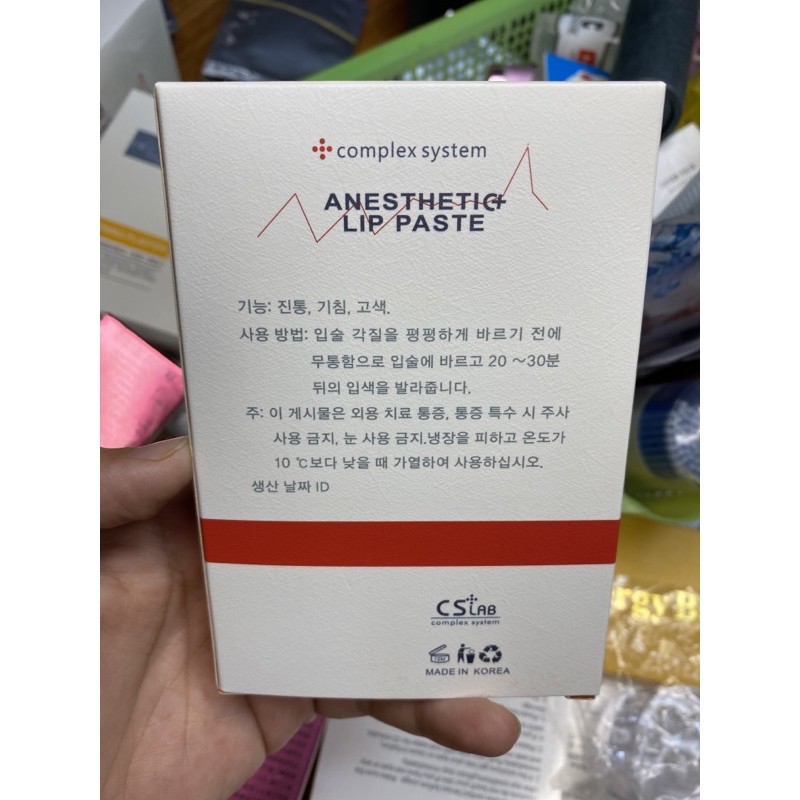 complex system
ANESTHETIC
LIP PASTE
기능: 진통, 기침, 고색.
사용 방법: 입술 각질을 평평하게 바르기 전에
무통함으로 입술에 바르고 20 ~30분
뒤의 입색을 발라줍니다.
주: 이 게시물은 외용 치료 통증, 통증 특수 시 주사
사용 금지, 눈 사용 금지.냉장을 피하고 온도가
10 ℃보다 낮을 때 가열하여 사용하십시오.
생산 날짜 ID
CS LAB
complex system
MADE IN KOREA
rgy B